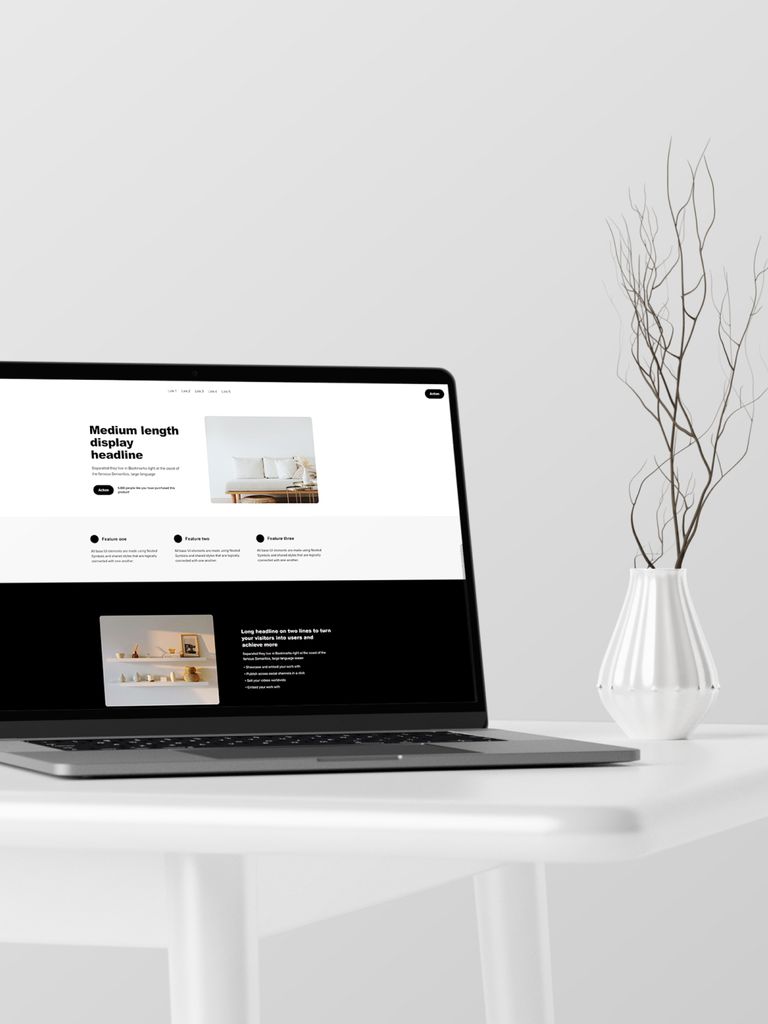 Link 1 Link 2 Link 3 Link 4 Link 5
Action
Medium length
display
headline
Separated they live in Bookmarks right at the coast of
the famous Semantics, large language
Action
5,000 people like you have purchased this
product
Feature one
Feature two
Feature three
All base UI elements are made using Nested
Symbols and shared styles that are logically
connected with one another.
All base UI elements are made using Nested
Symbols and shared styles that are logically
connected with one another.
All base UI elements are made using Nested
Symbols and shared styles that are logically
connected with one another.
Long headline on two lines to turn
your visitors into users and
achieve more
Separated they live in Bookmarks right at the coast of the
famous Semantics, large language ocean
• Showcase and embed your work with
• Publish across social channels in a click
• Sell your videos worldwide
• Embed your work with